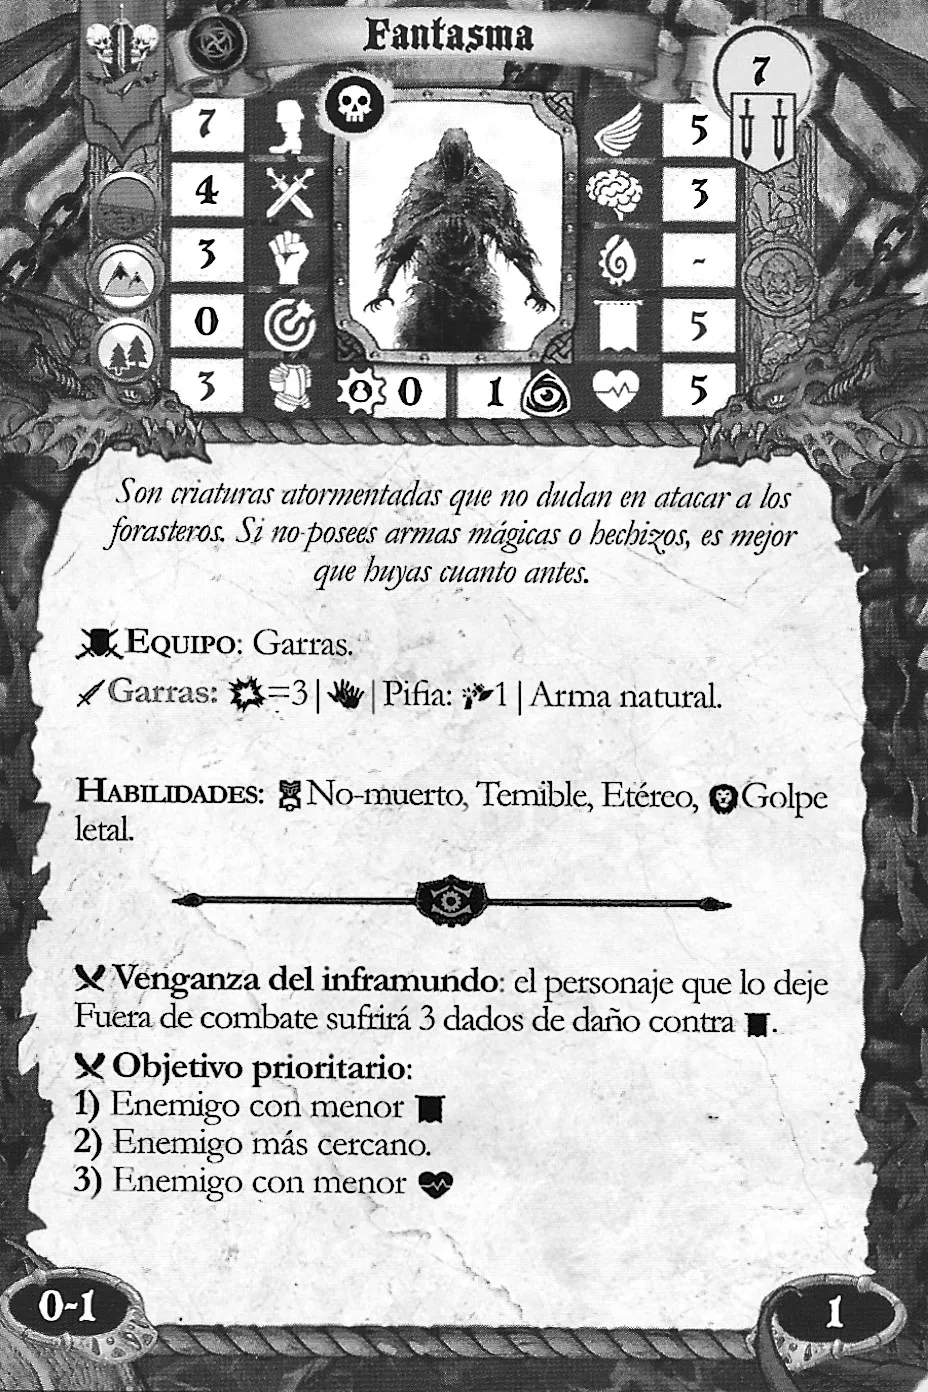 Fantasma
7
7
5
4
3
3
-
0
5
3
0
1
5
Son criaturas atormentadas que no dudan en atacar a los
forasteros. Si no posees armas mágicas o hechizos, es mejor
que huyas cuanto antes.
EQUIPO: Garras.
Garras: =3 | | Pifia: 1 | Arma natural.
HABILIDADES: No-muerto, Temible, Etéreo, Golpe
letal.
Venganza del inframundo: el personaje que lo deje
Fuera de combate sufrirá 3 dados de daño contra .
Objetivo prioritario:
1) Enemigo con menor
2) Enemigo más cercano.
3) Enemigo con menor
0-1
1